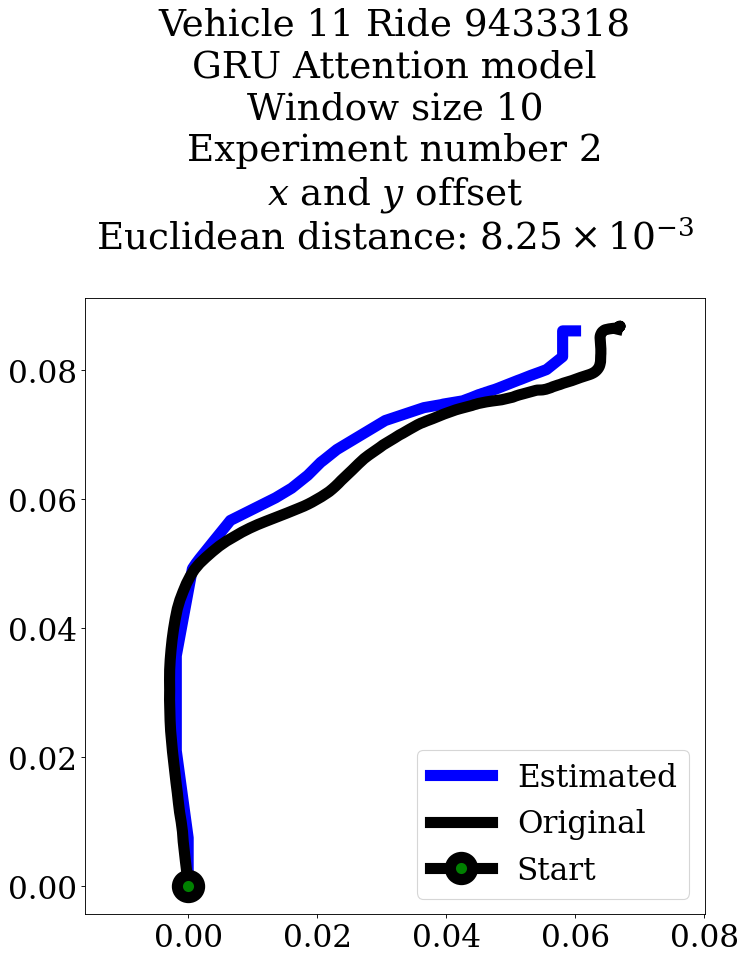 Vehicle 11 Ride 9433318
GRU Attention model
Window size 10
Experiment number 2
x and y offset
Euclidean distance: 8.25 × 10⁻³
0.08
0.06
0.04
0.02
0.00
Estimated
Original
Start
0.00 0.02 0.04 0.06 0.08